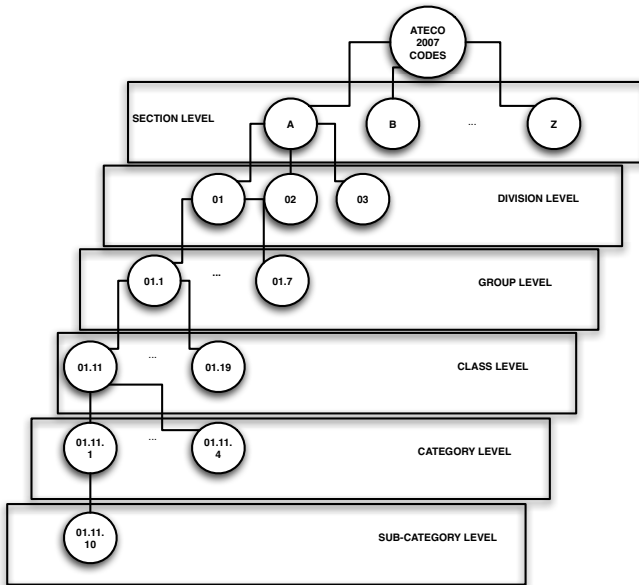 ATECO
2007
CODES
SECTION LEVEL
A
B
...
Z
01
02
03
DIVISION LEVEL
01.1
...
01.7
GROUP LEVEL
01.11
...
01.19
CLASS LEVEL
01.11.
1
...
01.11.
4
CATEGORY LEVEL
01.11.
10
SUB-CATEGORY LEVEL